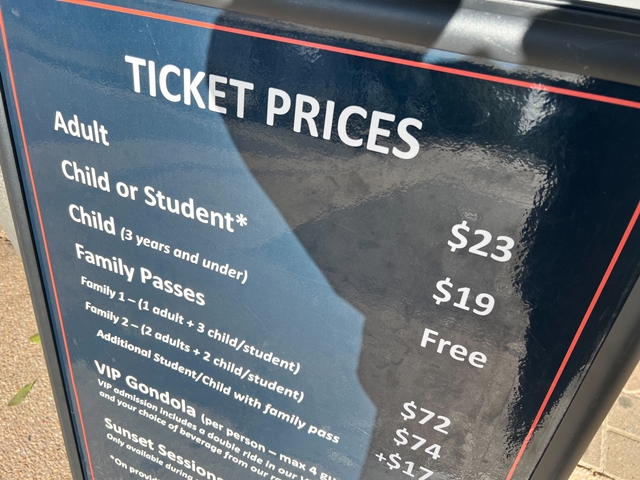 TICKET PRICES
Adult $23
Child or Student* $19
Child (3 years and under) Free
Family Passes
Family 1 – (1 adult + 3 child/student) $72
Family 2 – (2 adults + 2 child/student) $74
Additional Student/Child with family pass +$17
VIP Gondola (per person – max 4
VIP admission includes a double ride in our
and your choice of beverage from our
Sunset Sessions
Only available during
*On